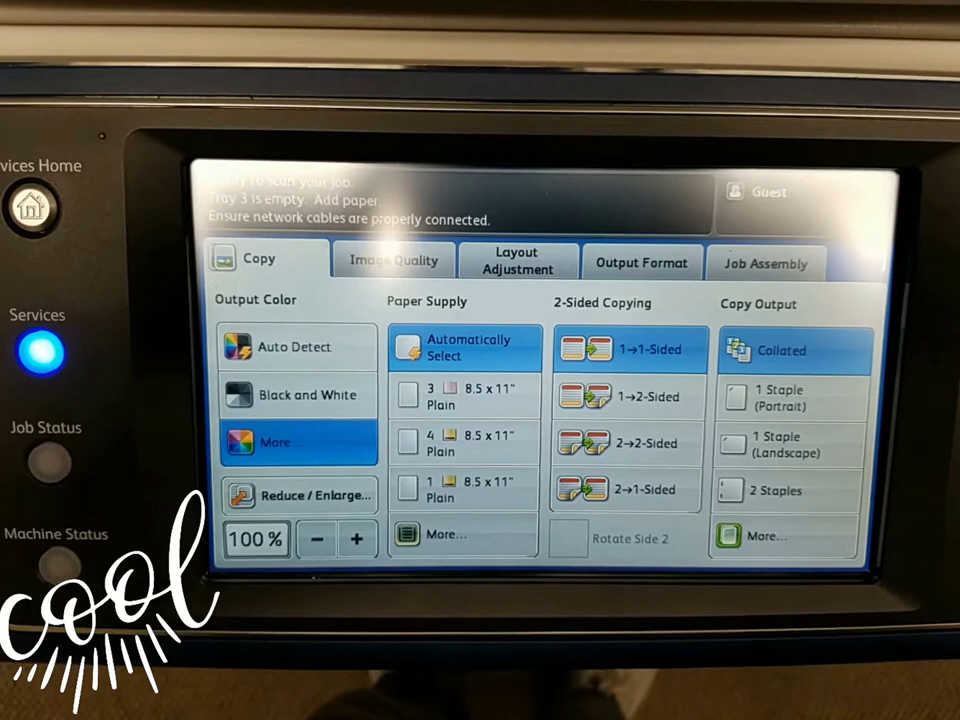 vices Home
Services
Job Status
Machine Status
to scan your job.
Tray 3 is empty. Add paper.
Ensure network cables are properly connected.
Guest
Copy
Image Quality
Layout
Adjustment
Output Format
Job Assembly
Output Color
Auto Detect
Black and White
More...
Reduce / Enlarge...
100 %
−
+
Paper Supply
Automatically
Select
3 8.5 x 11"
Plain
4 8.5 x 11"
Plain
1 8.5 x 11"
Plain
More...
2-Sided Copying
1→1-Sided
1→2-Sided
2→2-Sided
2→1-Sided
Rotate Side 2
Copy Output
Collated
1 Staple
(Portrait)
1 Staple
(Landscape)
2 Staples
More...
cool